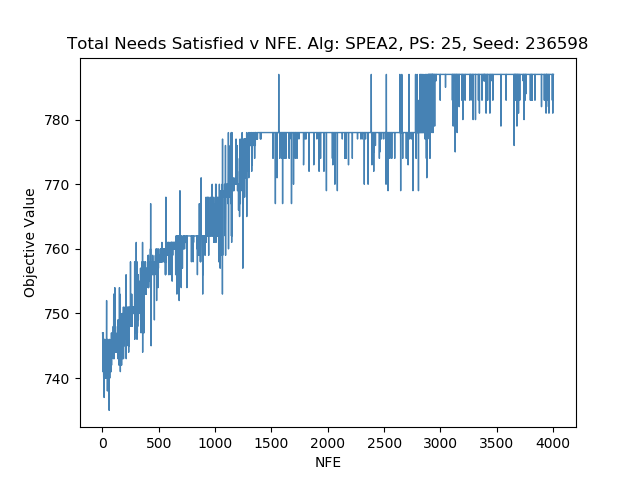 Total Needs Satisfied v NFE. Alg: SPEA2, PS: 25, Seed: 236598
780
770
760
750
740
Objective Value
0 500 1000 1500 2000 2500 3000 3500 4000
NFE